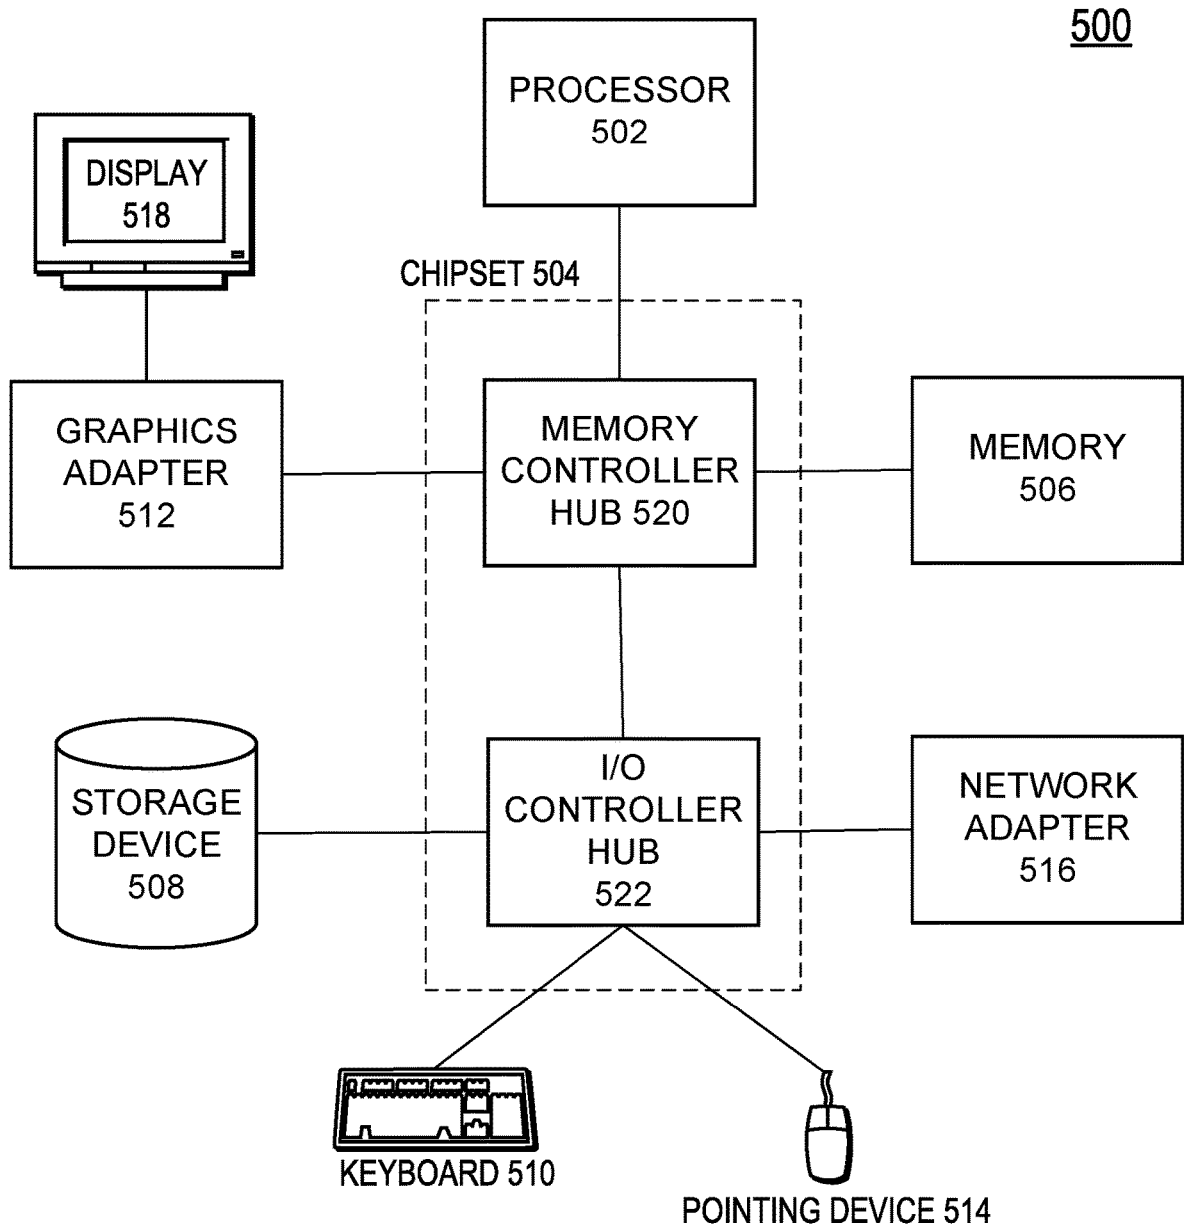 500
PROCESSOR
502
DISPLAY
518
CHIPSET 504
GRAPHICS
ADAPTER
512
MEMORY
CONTROLLER
HUB 520
MEMORY
506
STORAGE
DEVICE
508
I/O
CONTROLLER
HUB
522
NETWORK
ADAPTER
516
KEYBOARD 510
POINTING DEVICE 514